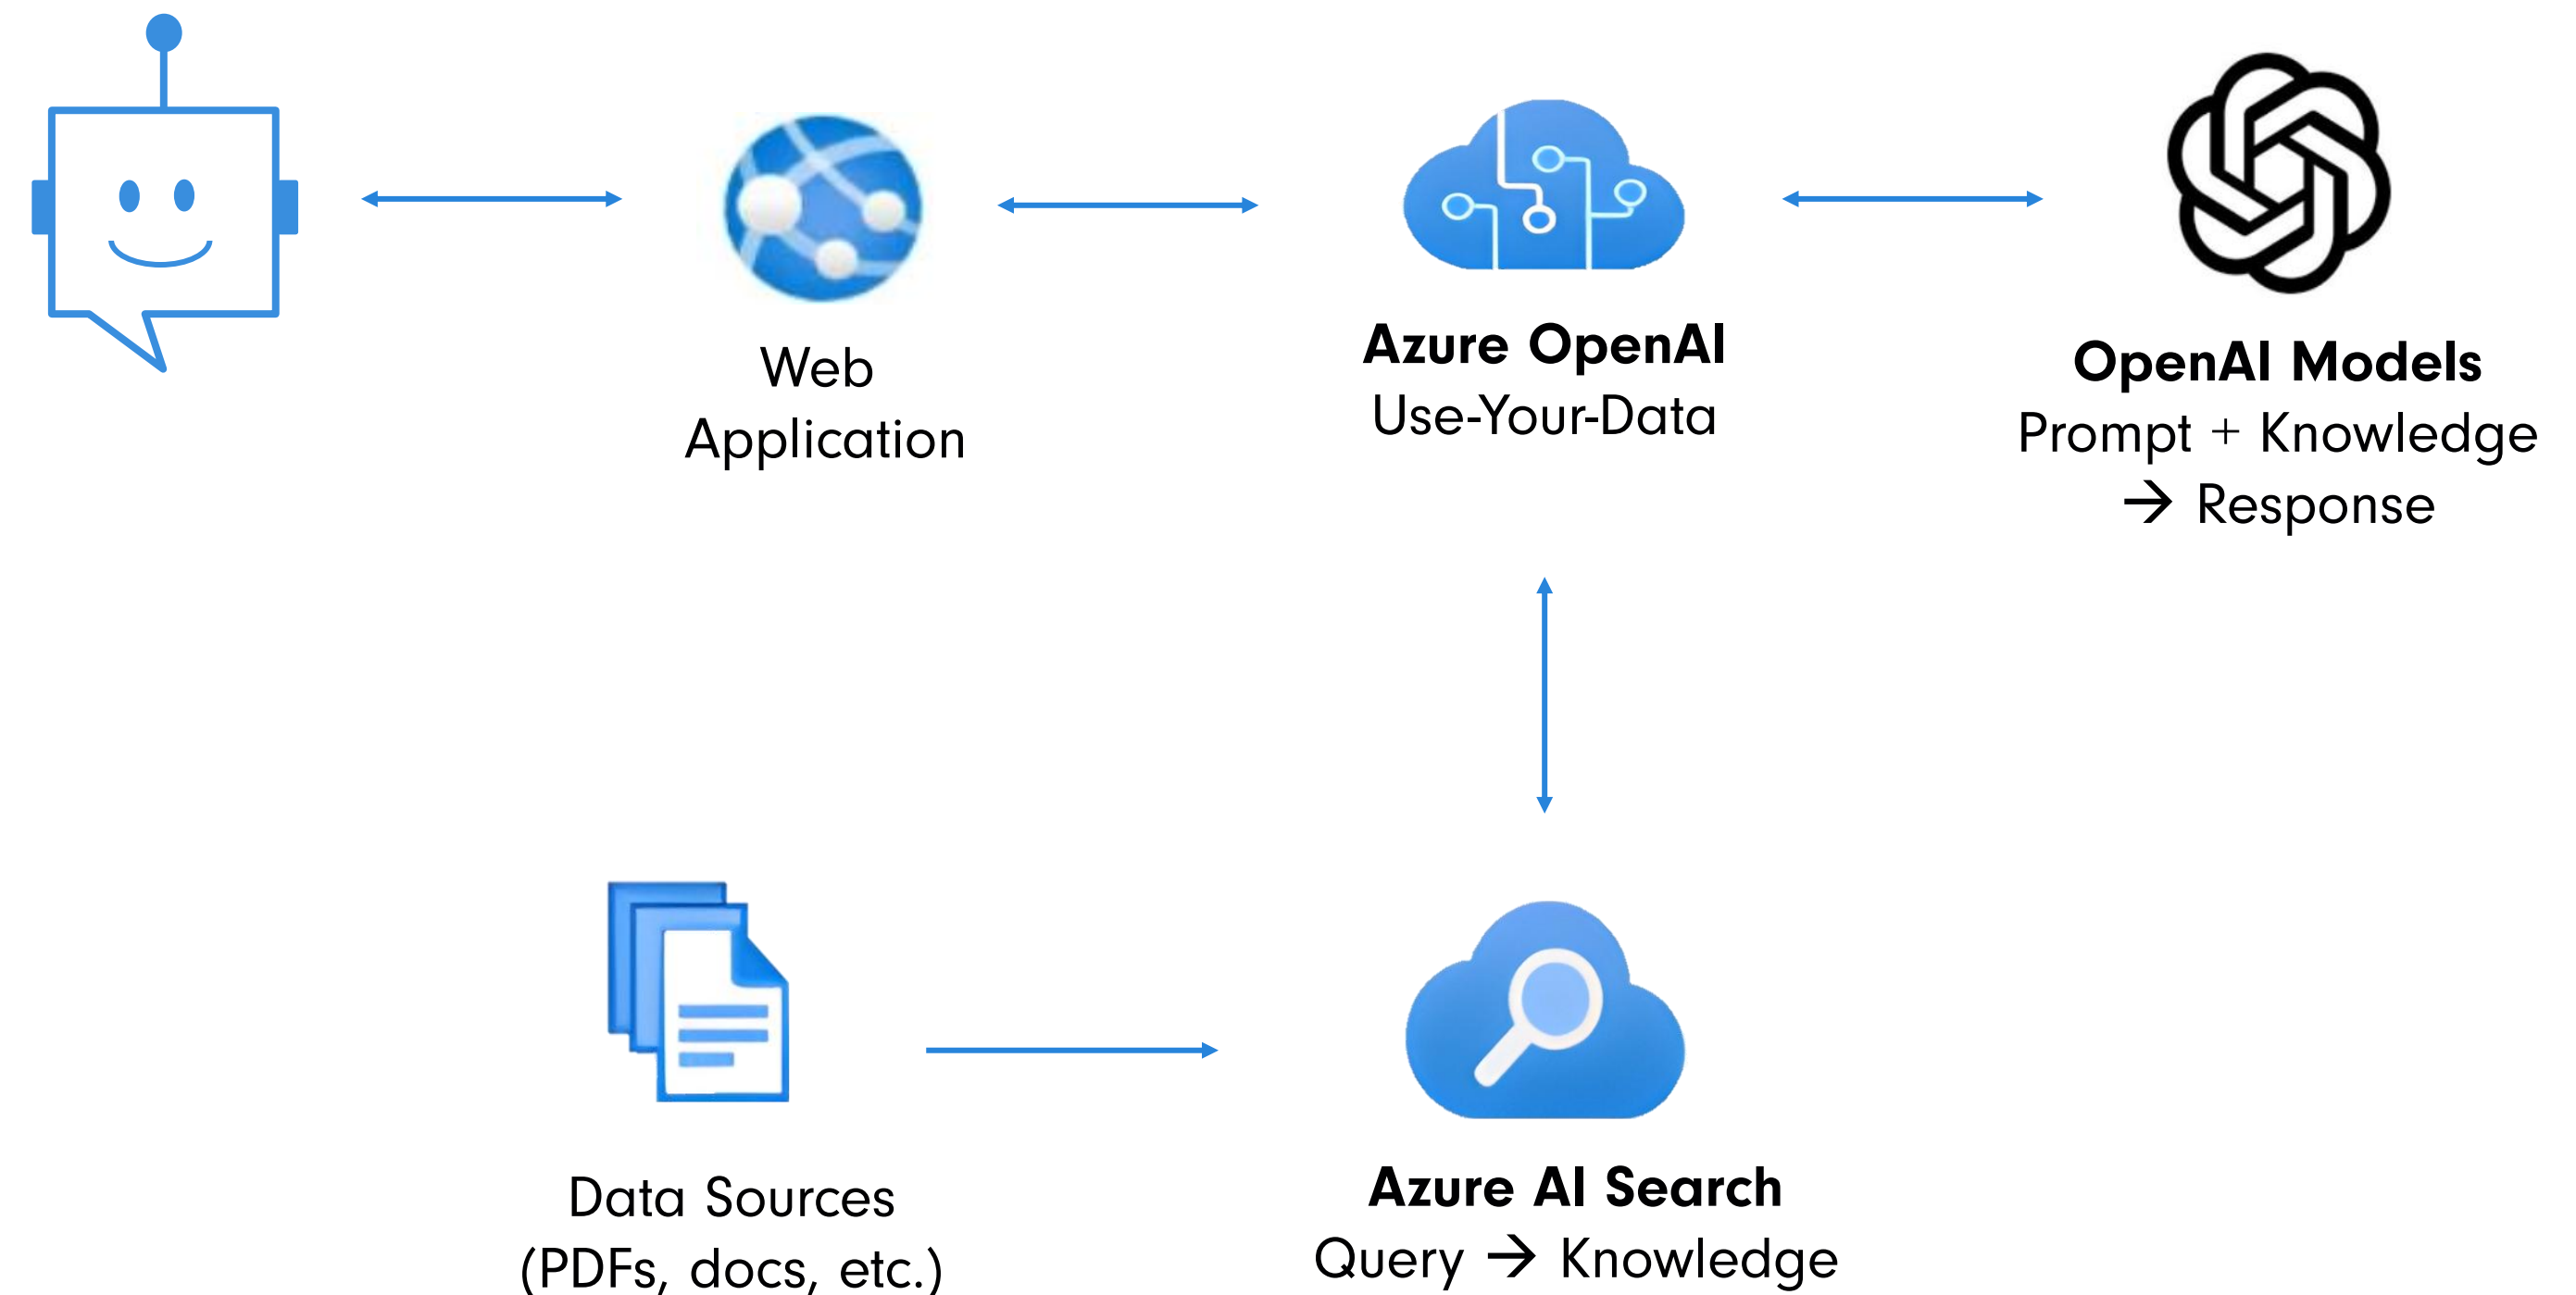 Web
Application
Azure OpenAI
Use-Your-Data
OpenAI Models
Prompt + Knowledge
→ Response
Data Sources
(PDFs, docs, etc.)
Azure AI Search
Query → Knowledge